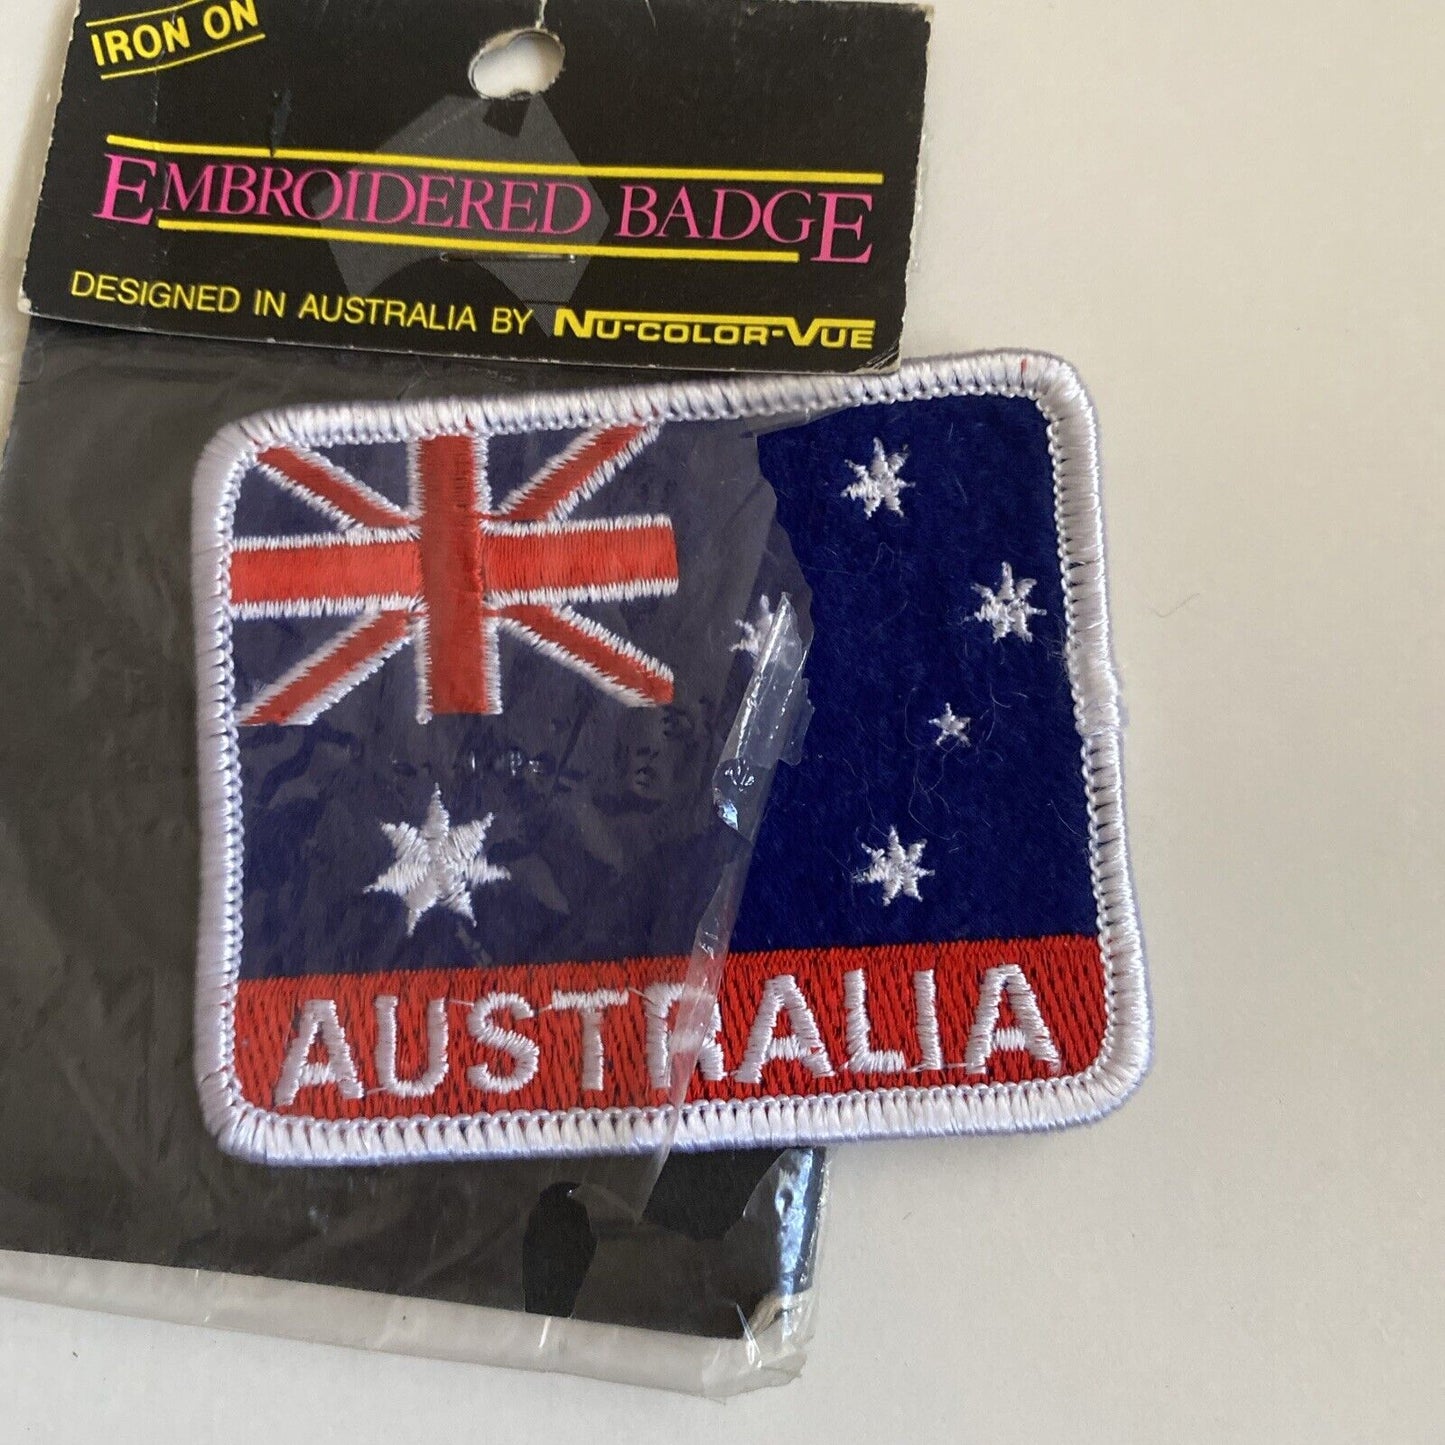 IRON ON
EMBROIDERED BADGE
DESIGNED IN AUSTRALIA BY NU-COLOR-VUE
AUSTRALIA